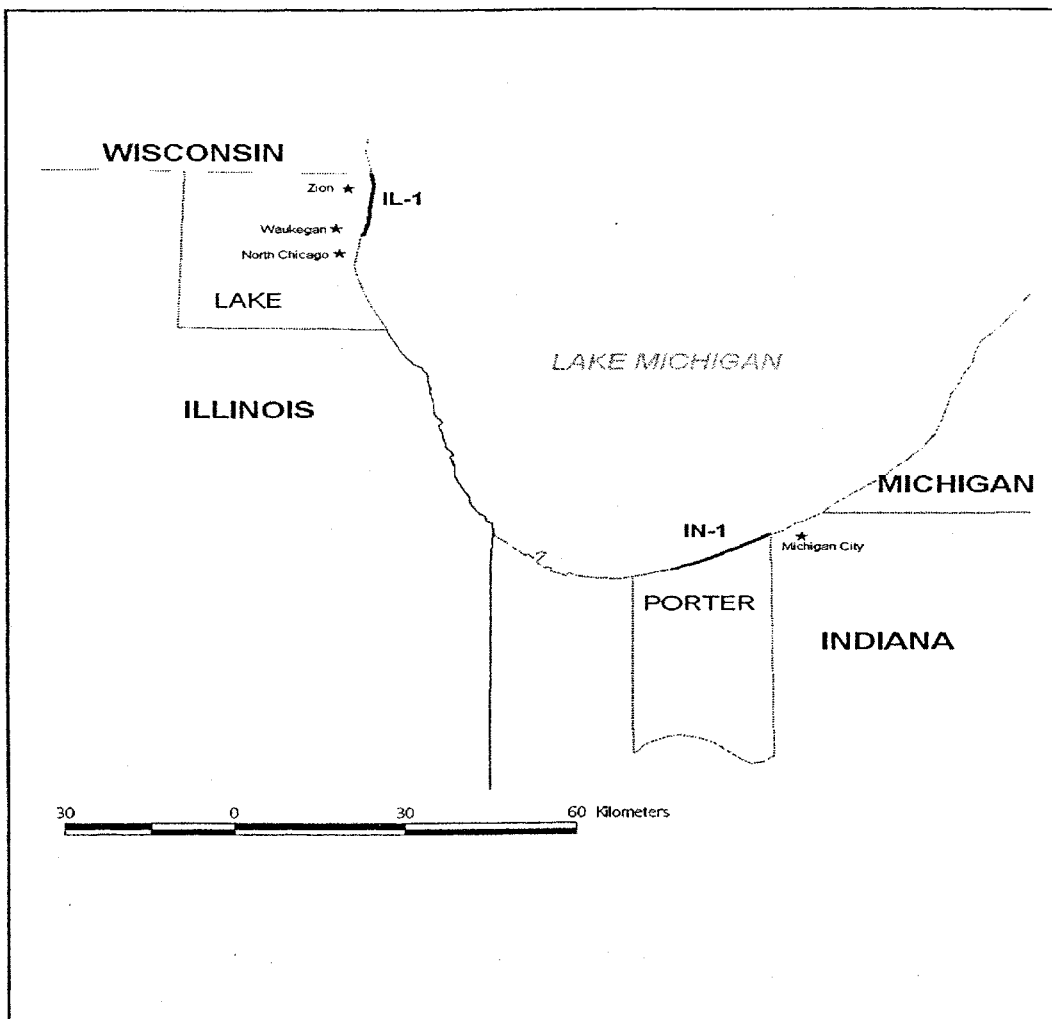 WISCONSIN
Zion
IL-1
Waukegan
North Chicago
LAKE
LAKE MICHIGAN
ILLINOIS
MICHIGAN
IN-1
Michigan City
PORTER
INDIANA
30 0 30 60 Kilometers